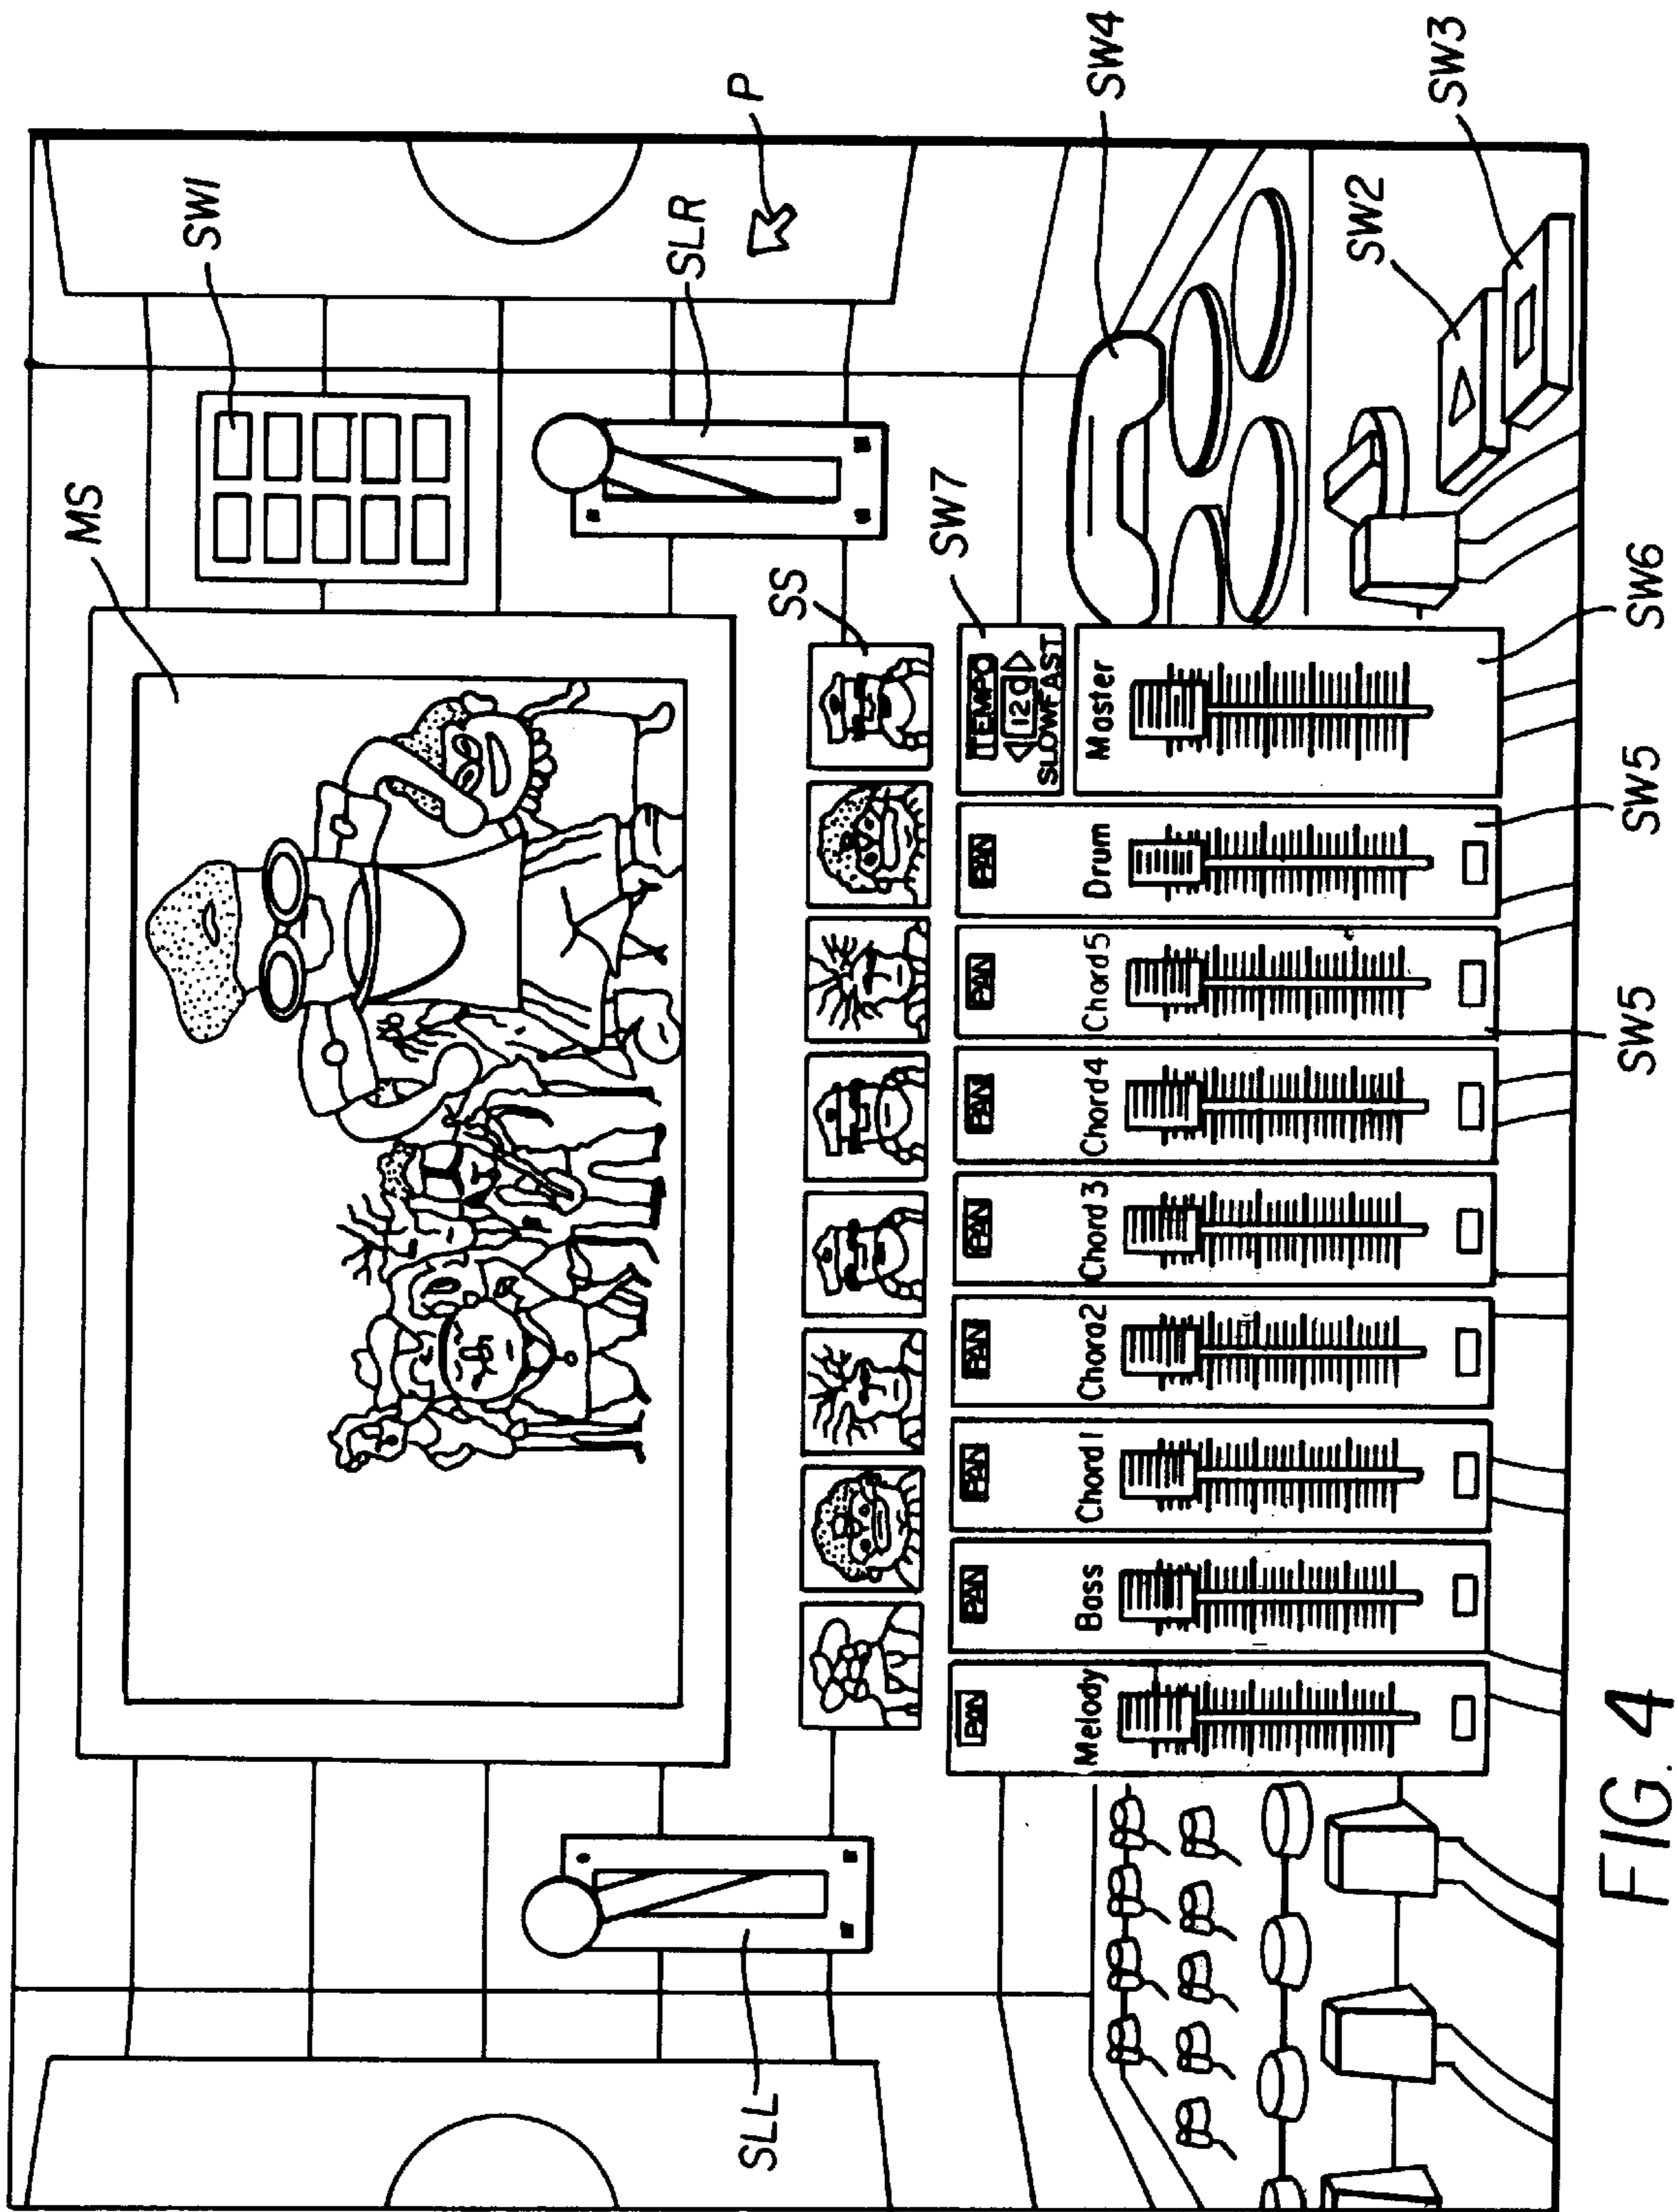 MS
SW1
SLR
P
SLL
SS
SW7
SW4
TEMPO
120
SLOW FAST
PAN
PAN
PAN
PAN
PAN
PAN
PAN
PAN
Melody
Bass
Chord1
Chora2
Chord3
Chord4
Chord5
Drum
Master
SW2
SW3
SW5
SW5
SW6
FIG. 4